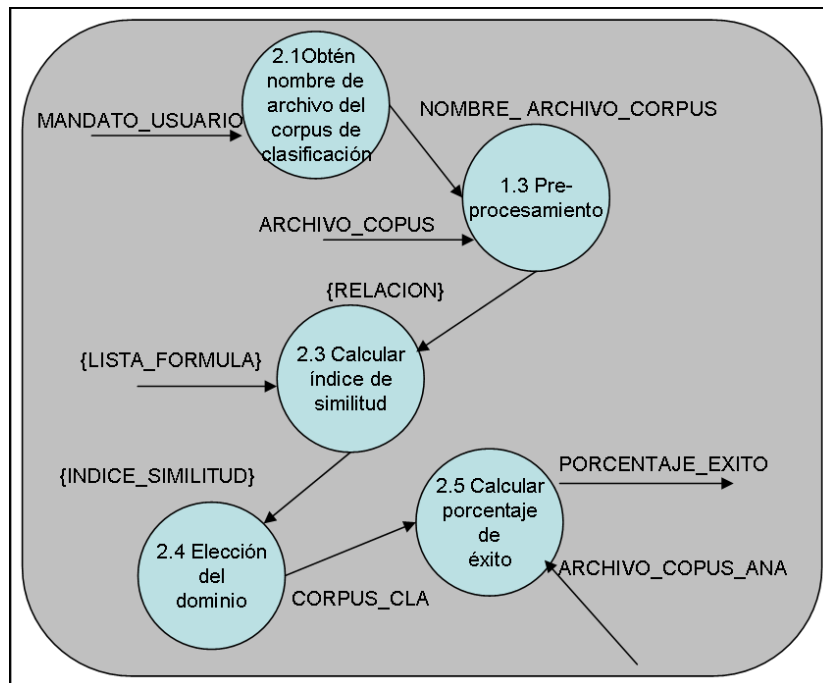 2.1Obtén
nombre de
archivo del
corpus de
clasificación
MANDATO_USUARIO
NOMBRE_ ARCHIVO_CORPUS
1.3 Pre-
procesamiento
ARCHIVO_COPUS
{RELACION}
{LISTA_FORMULA}
2.3 Calcular
índice de
similitud
{INDICE_SIMILITUD}
2.4 Elección
del
dominio
CORPUS_CLA
2.5 Calcular
porcentaje
de
éxito
PORCENTAJE_EXITO
ARCHIVO_COPUS_ANA